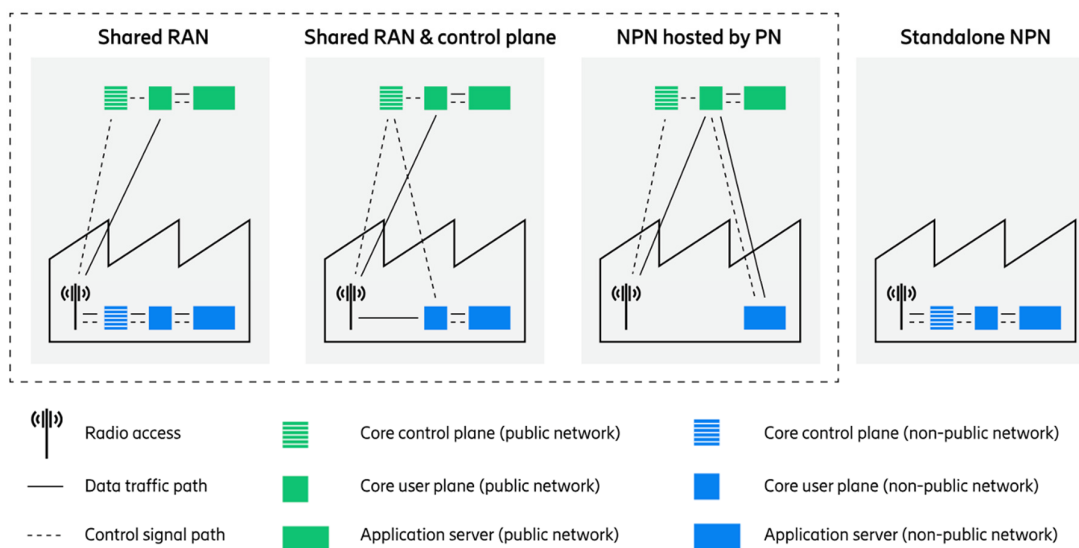 Shared RAN
Shared RAN & control plane
NPN hosted by PN
Standalone NPN
Radio access
Core control plane (public network)
Core control plane (non-public network)
Data traffic path
Core user plane (public network)
Core user plane (non-public network)
Control signal path
Application server (public network)
Application server (non-public network)